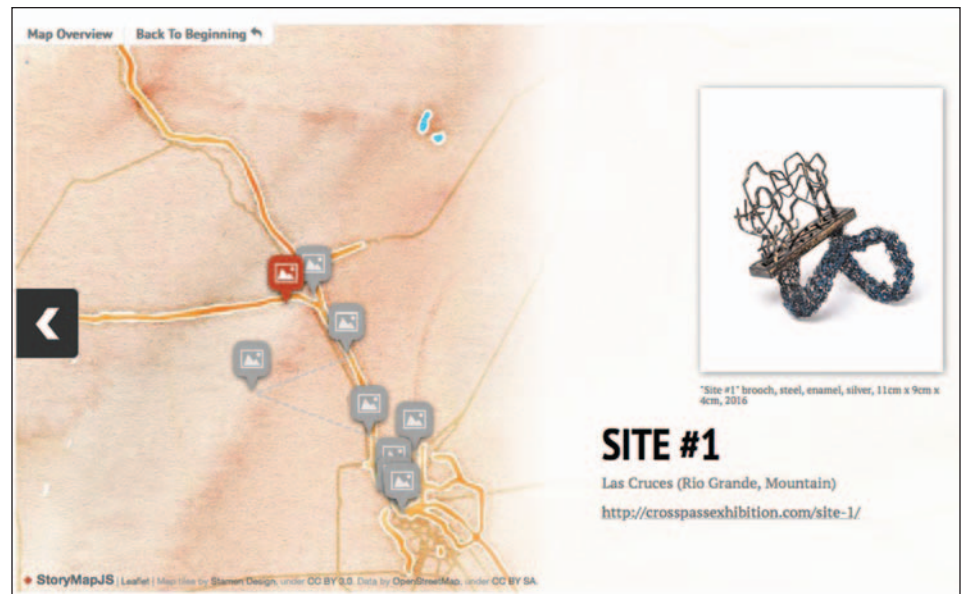 Map Overview Back To Beginning
"Site #1" brooch, steel, enamel, silver, 11cm x 9cm x
4cm, 2016
SITE #1
Las Cruces (Rio Grande, Mountain)
http://crosspassexhibition.com/site-1/
StoryMapJS | Leaflet | Map tiles by Stamen Design, under CC BY 3.0. Data by OpenStreetMap, under CC BY SA.